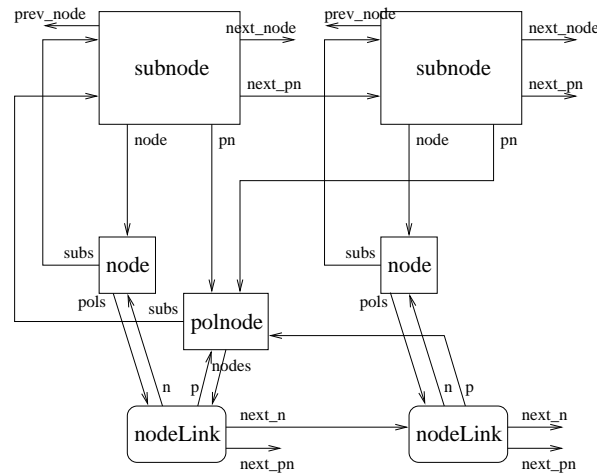 prev_node
next_node
prev_node
next_node
subnode
subnode
next_pn
next_pn
node
pn
node
pn
subs
node
subs
node
pols
subs
polnode
pols
nodes
n
p
n
p
nodeLink
next_n
nodeLink
next_n
next_pn
next_pn